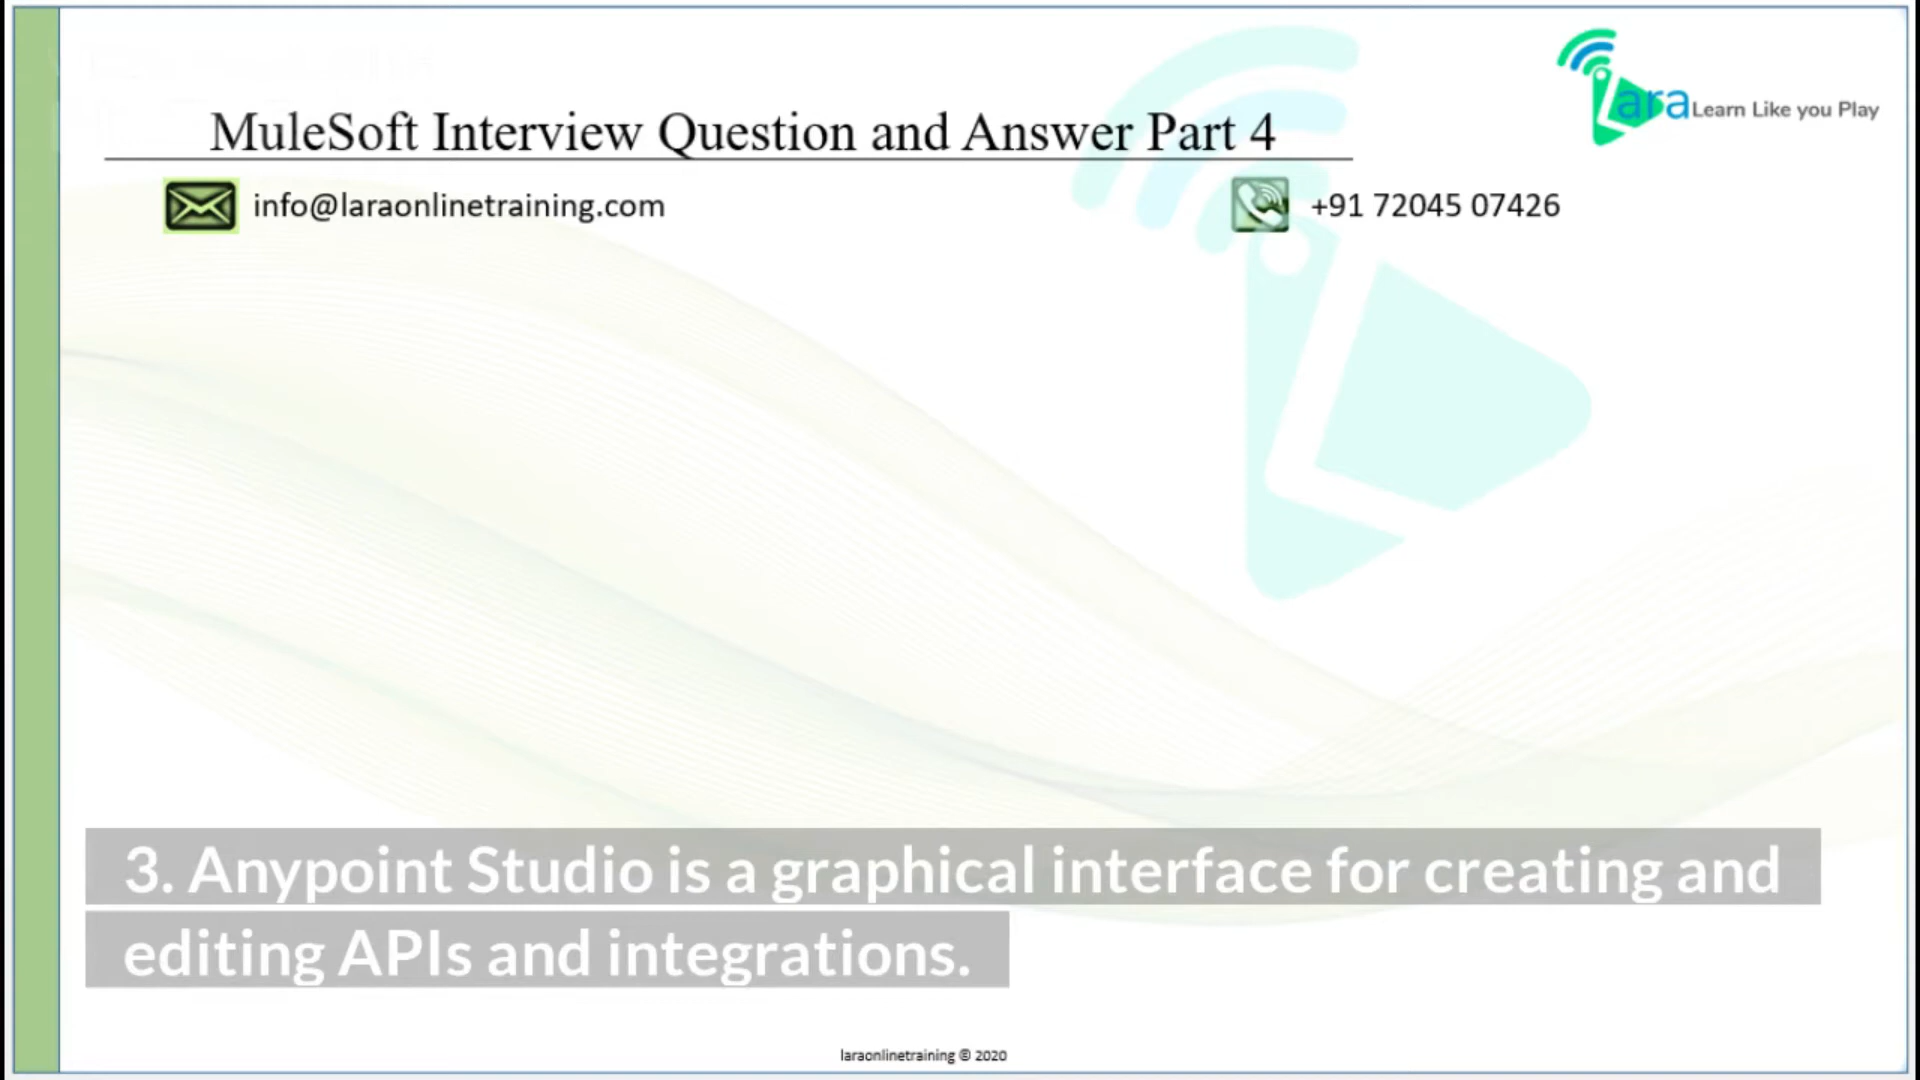 Lara Learn Like you Play
MuleSoft Interview Question and Answer Part 4
info@laraonlinetraining.com +91 72045 07426
3. Anypoint Studio is a graphical interface for creating and
editing APIs and integrations.
laraonlinetraining © 2020